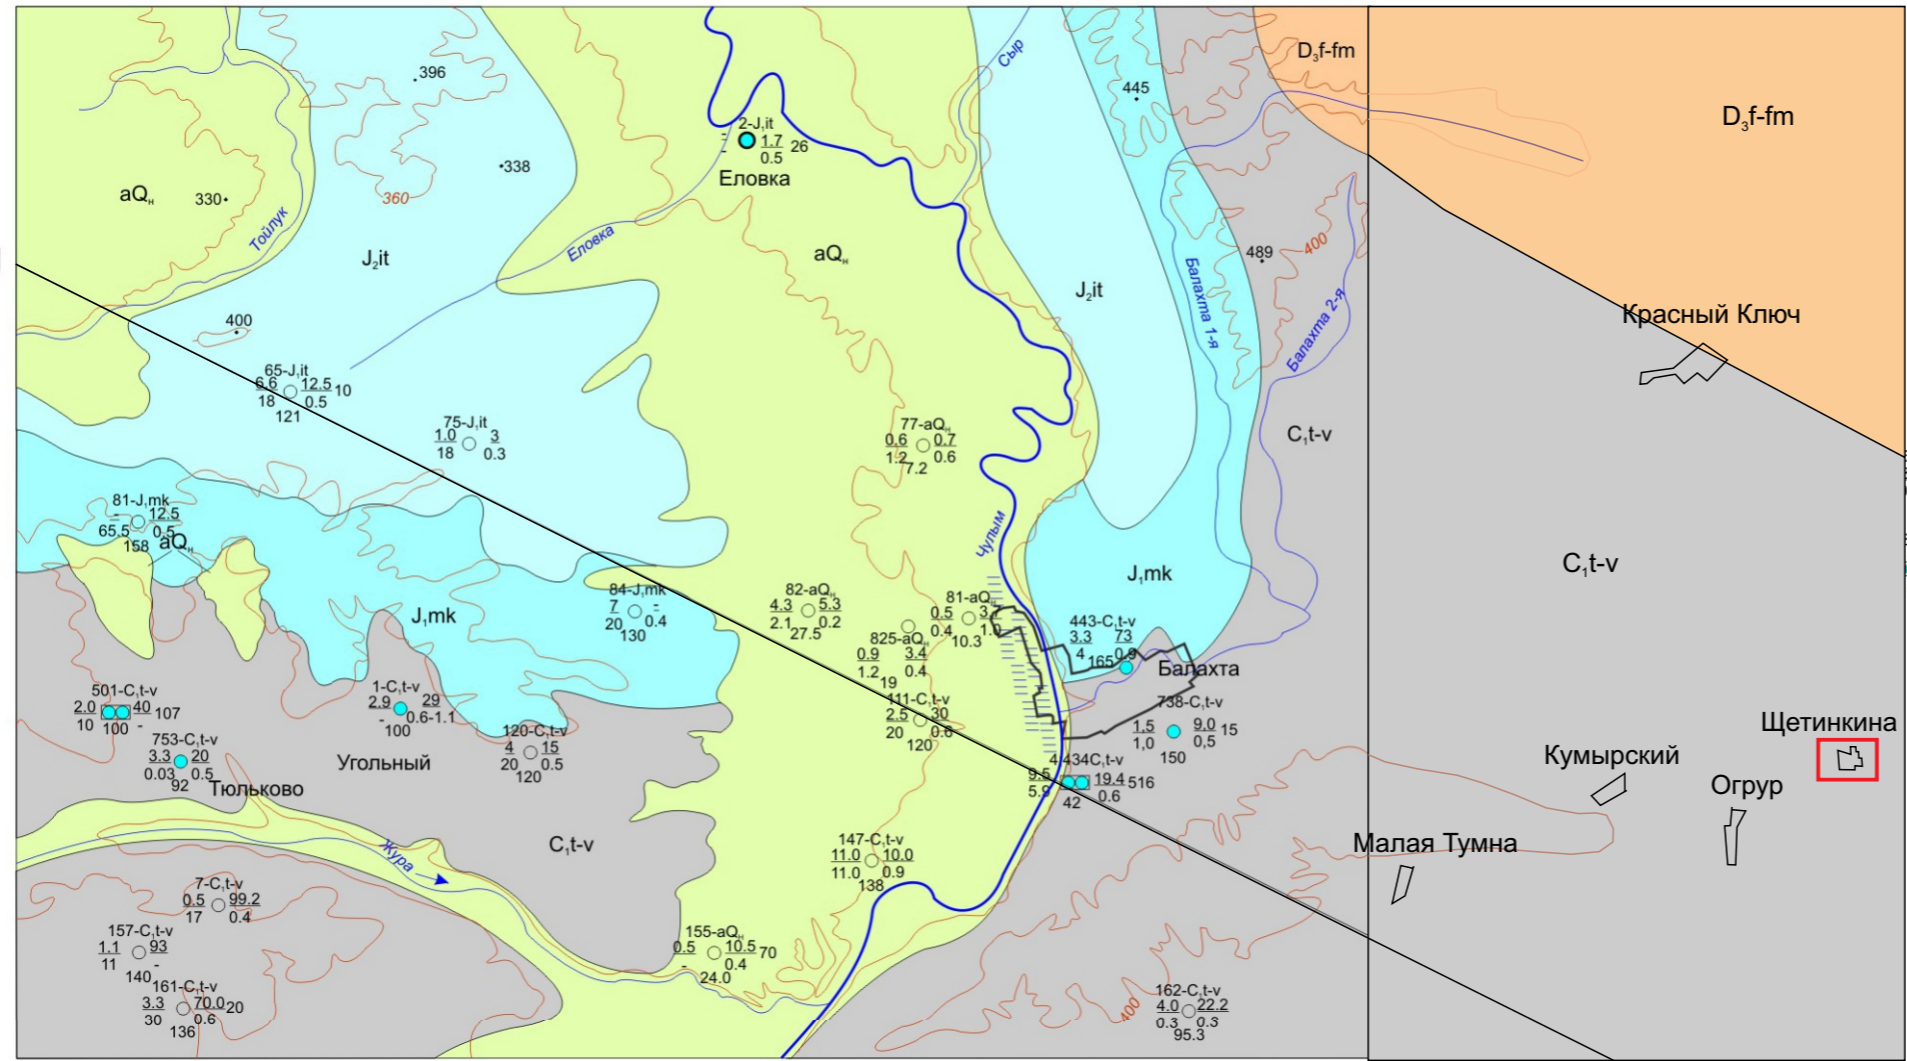 D₃f-fm
D₃f-fm
Сыр
396
445
2-J₁it
-
-
1.7
0.5
26
Еловка
338
aQн
330
360
Тойлук
Еловка
aQн
J₂it
J₂it
489
400
Балахта 1-я
Балахта 2-я
Красный Ключ
400
65-J₁it
6.6
18
12.5
0.5
10
121
75-J₁it
1.0
18
3
0.3
77-aQн
0.6
1.2
0.7
0.6
7.2
C₁t-v
81-J₁mk
-
65.5
12.5
0.5
158
aQн
Чулым
C₁t-v
J₁mk
J₁mk
84-J₁mk
7
20
-
0.4
130
82-aQн
4.3
2.1
5.3
0.2
27.5
81-aQн
0.5
0.4
1.0
10.3
825-aQн
0.9
1.2
3.4
0.4
19
443-C₁t-v
3.3
4
73
0.9
165
Балахта
501-C₁t-v
2.0
10
40
-
107
100
1-C₁t-v
2.9
-
29
0.6-1.1
100
111-C₁t-v
2.5
20
30
0.6
120
738-C₁t-v
1,5
1,0
9.0
0,5
15
150
753-C₁t-v
3.3
0.03
20
0.5
92
Тюльково
Угольный
120-C₁t-v
4
20
15
0.5
120
4,434C₁t-v
9.5
5.9
19.4
0.6
516
42
Щетинкина
Кумырский
Огрур
Малая Тумна
C₁t-v
Жура
147-C₁t-v
11.0
11.0
10.0
0.9
138
7-C₁t-v
0.5
17
99.2
0.4
157-C₁t-v
1.1
11
93
-
140
155-aQн
0.5
-
10.5
0.4
70
24.0
161-C₁t-v
3.3
30
70.0
0.6
20
136
400
162-C₁t-v
4.0
0.3
22.2
0.3
95.3